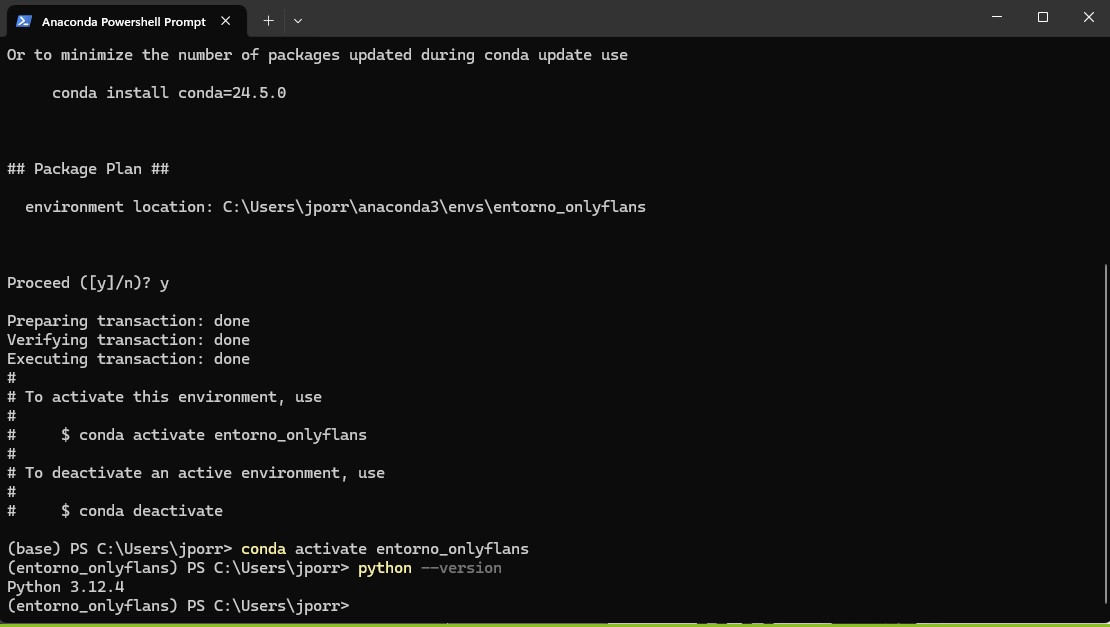 Anaconda Powershell Prompt
Or to minimize the number of packages updated during conda update use
conda install conda=24.5.0
## Package Plan ##
environment location: C:\Users\jporr\anaconda3\envs\entorno_onlyflans
Proceed ([y]/n)? y
Preparing transaction: done
Verifying transaction: done
Executing transaction: done
#
# To activate this environment, use
#
#     $ conda activate entorno_onlyflans
#
# To deactivate an active environment, use
#
#     $ conda deactivate
(base) PS C:\Users\jporr> conda activate entorno_onlyflans
(entorno_onlyflans) PS C:\Users\jporr> python --version
Python 3.12.4
(entorno_onlyflans) PS C:\Users\jporr>